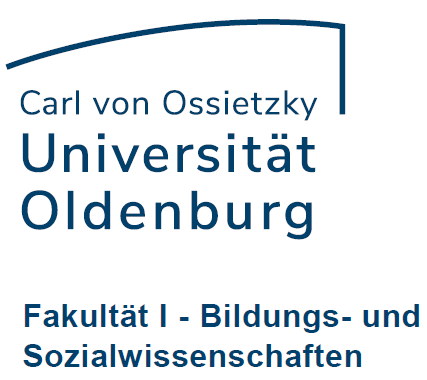 Carl von Ossietzky
Universität
Oldenburg
Fakultät I - Bildungs- und
Sozialwissenschaften